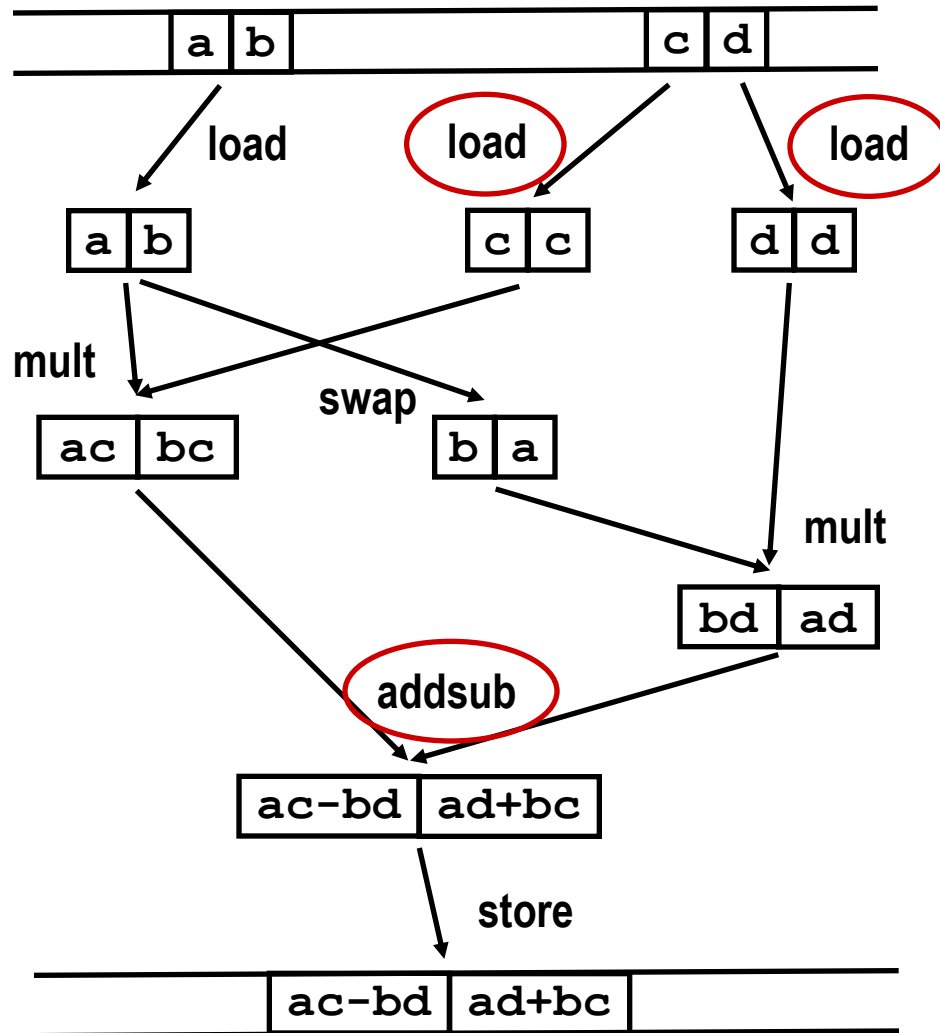 a b c d
load load load
a b c c d d
mult
swap
ac bc b a
mult
bd ad
addsub
ac-bd ad+bc
store
ac-bd ad+bc